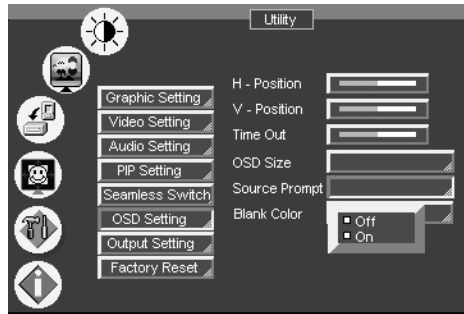 Utility
Graphic Setting
Video Setting
Audio Setting
PIP Setting
Seamless Switch
OSD Setting
Output Setting
Factory Reset
H - Position
V - Position
Time Out
OSD Size
Source Prompt
Blank Color
Off
On